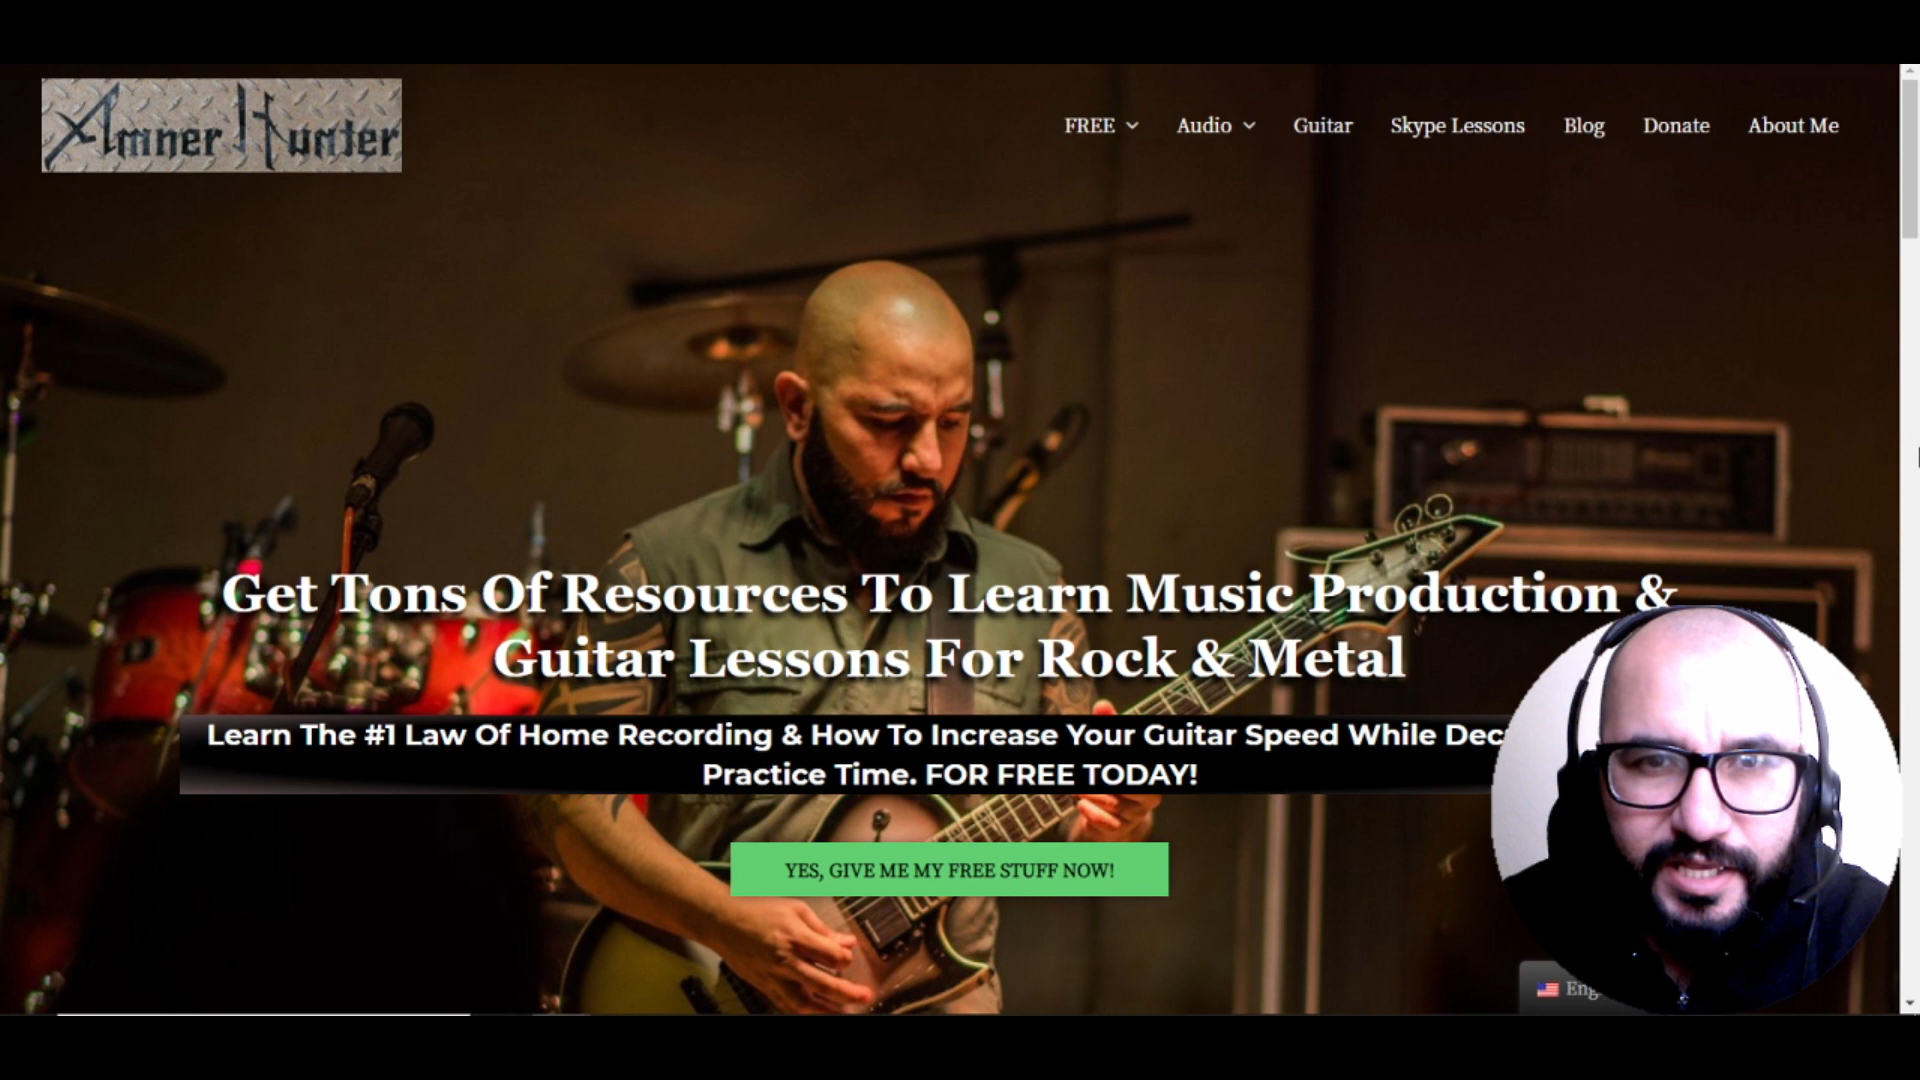 Amner Hunter
FREE Audio Guitar Skype Lessons Blog Donate About Me
Get Tons Of Resources To Learn Music Production &
Guitar Lessons For Rock & Metal
Learn The #1 Law Of Home Recording & How To Increase Your Guitar Speed While
Practice Time. FOR FREE TODAY!
YES, GIVE ME MY FREE STUFF NOW!